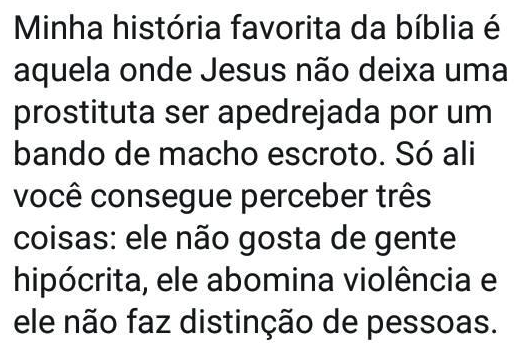 Minha história favorita da bíblia é
aquela onde Jesus não deixa uma
prostituta ser apedrejada por um
bando de macho escroto. Só ali
você consegue perceber três
coisas: ele não gosta de gente
hipócrita, ele abomina violência e
ele não faz distinção de pessoas.